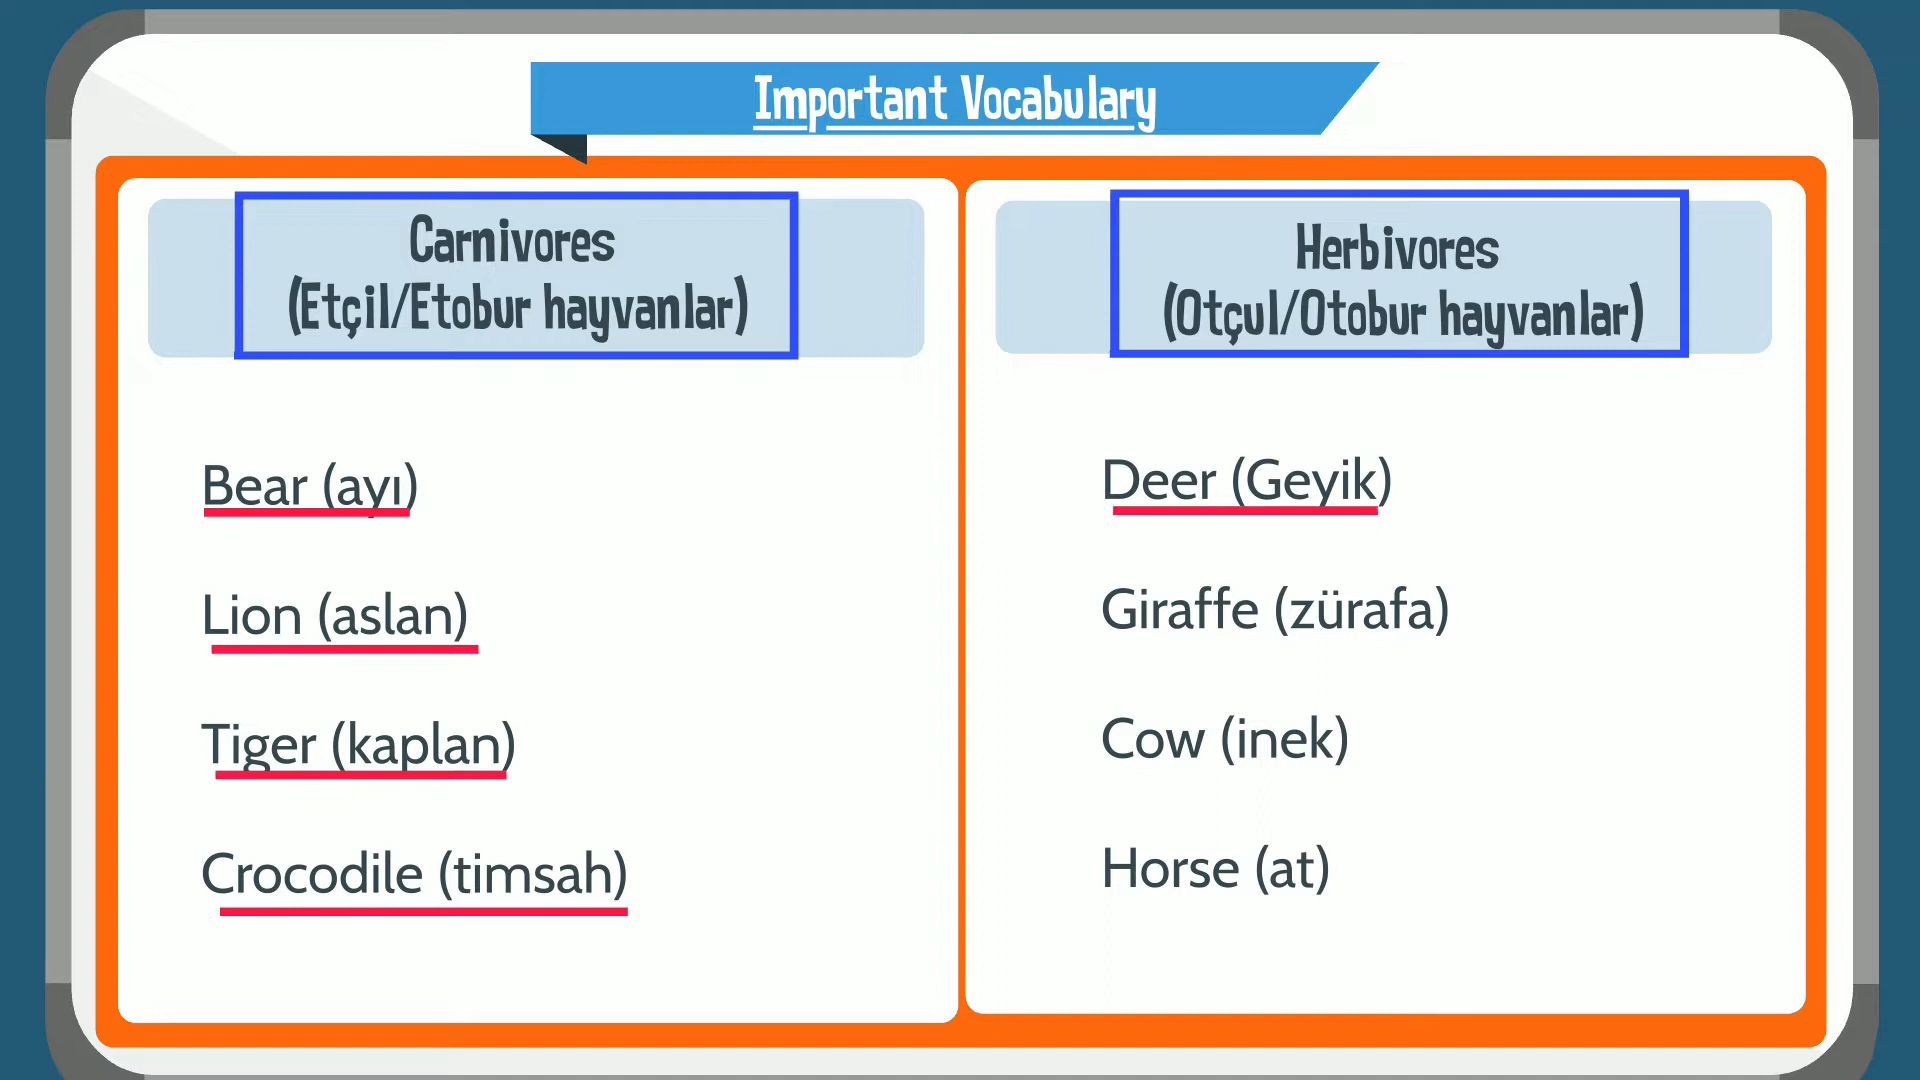 Important Vocabulary
Carnivores
(Etçil/Etobur hayvanlar)
Bear (ayı)
Lion (aslan)
Tiger (kaplan)
Crocodile (timsah)
Herbivores
(Otçul/Otobur hayvanlar)
Deer (Geyik)
Giraffe (zürafa)
Cow (inek)
Horse (at)